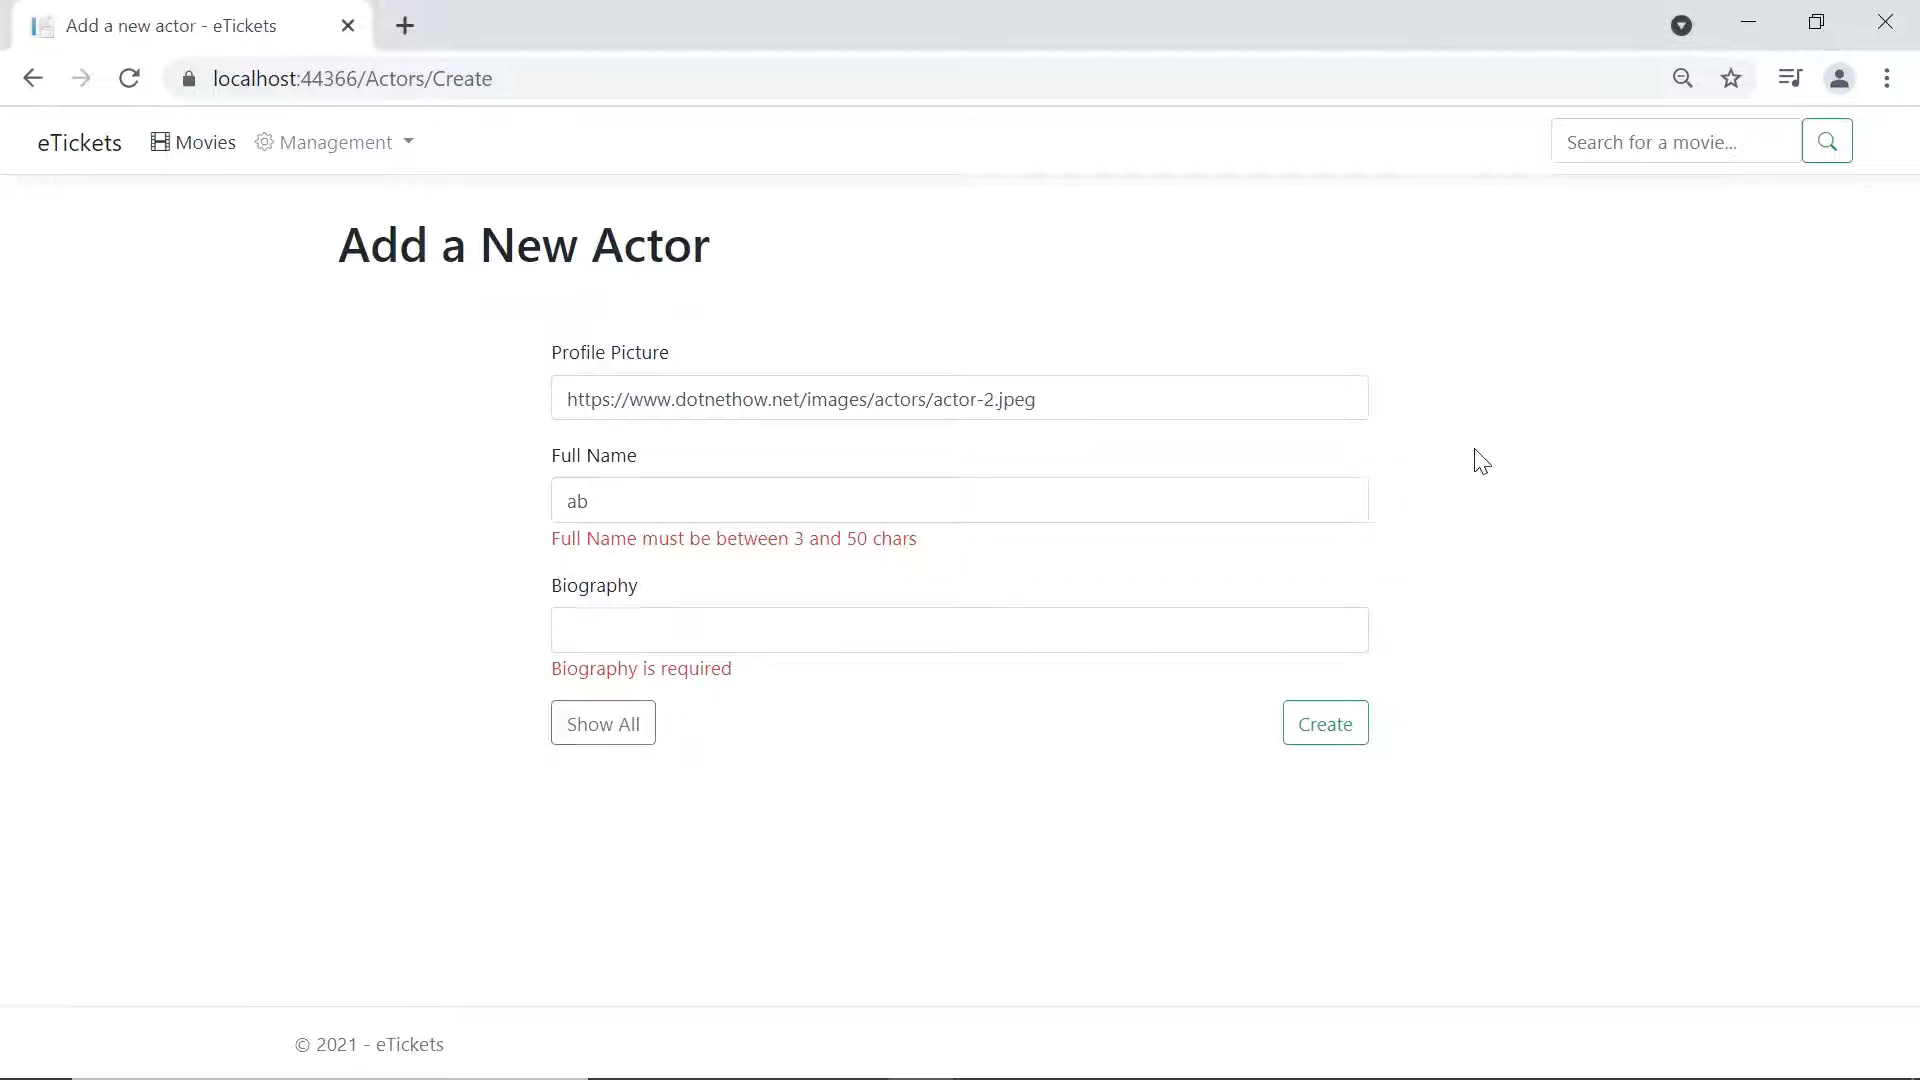 Add a new actor - eTickets
localhost:44366/Actors/Create
eTickets Movies Management Search for a movie...
Add a New Actor
Profile Picture
https://www.dotnethow.net/images/actors/actor-2.jpeg
Full Name
ab
Full Name must be between 3 and 50 chars
Biography
Biography is required
Show All Create
© 2021 - eTickets